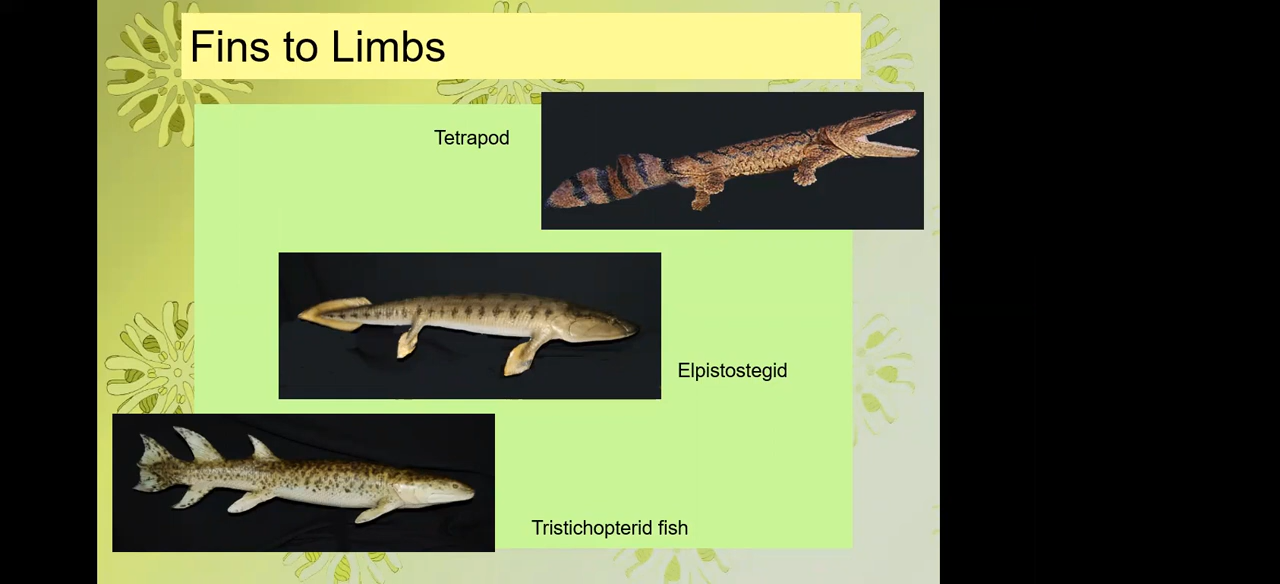 Fins to Limbs
Tetrapod
Elpistostegid
Tristichopterid fish